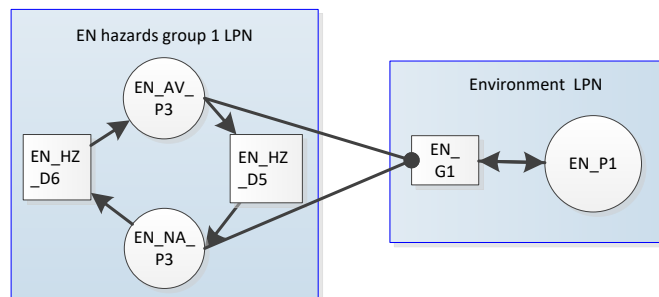 EN hazards group 1 LPN
EN_AV_
P3
EN_HZ
_D6
EN_HZ
_D5
EN_NA_
P3
Environment LPN
EN_
G1
EN_P1